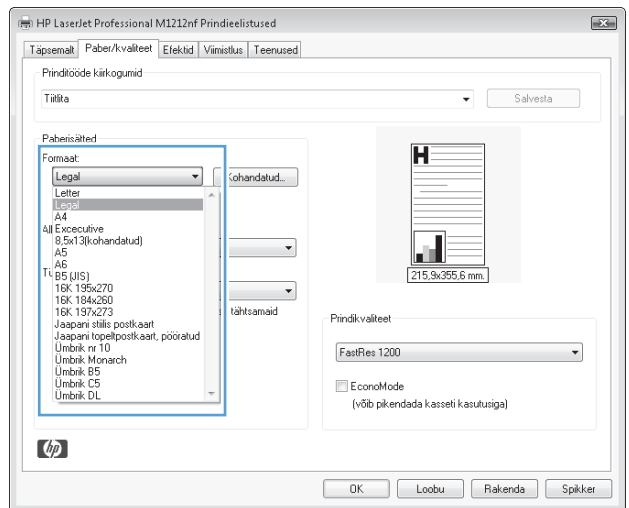 HP LaserJet Professional M1212nf Prindieelistused
Täpsemalt Paber/kvaliteet Efektid Viimistlus Teenused
Prinditööde kiirkogumid
Tiitlita
Salvesta
Paberisätted
Formaat:
Legal
Kohandatud...
Letter
Legal
A4
Excecutive
8,5x13(kohandatud)
A5
A6
B5 (JIS)
16K 195x270
16K 184x260
16K 197x273
Jaapani stiilis postkaart
Jaapani topeltpostkaart, pööratud
Ümbrik nr 10
Ümbrik Monarch
Ümbrik B5
Ümbrik C5
Ümbrik DL
tähtsamaid
H
215,9x355,6 mm.
Prindikvaliteet
FastRes 1200
EconoMode
(võib pikendada kasseti kasutusiga)
hp
OK Loobu Rakenda Spikker